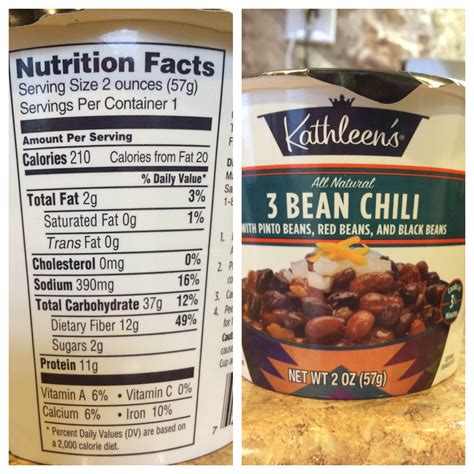 Nutrition Facts
Serving Size 2 ounces (57g)
Servings Per Container 1
Amount Per Serving
Calories 210 Calories from Fat 20
% Daily Value*
Total Fat 2g 3%
Saturated Fat 0g 1%
Trans Fat 0g
Cholesterol 0mg 0%
Sodium 390mg 16%
Total Carbohydrate 37g 12%
Dietary Fiber 12g 49%
Sugars 2g
Protein 11g
Vitamin A 6% • Vitamin C 0%
Calcium 6% • Iron 10%
* Percent Daily Values (DV) are based on
a 2,000 calorie diet.
Kathleen's®
All Natural
3 BEAN CHILI
WITH PINTO BEANS, RED BEANS, AND BLACK BEANS
NET WT 2 OZ (57g)